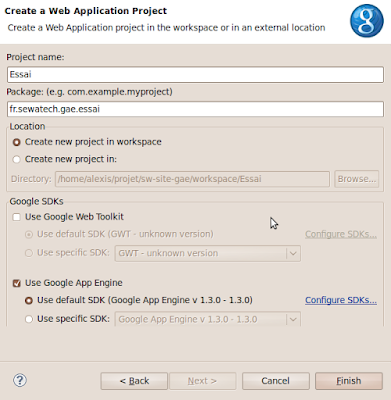 Create a Web Application Project
Create a Web Application project in the workspace or in an external location
Project name:
Essai
Package: (e.g. com.example.myproject)
fr.sewatech.gae.essai
Location
Create new project in workspace
Create new project in:
Directory: /home/alexis/projet/sw-site-gae/workspace/Essai Browse...
Google SDKs
Use Google Web Toolkit
Use default SDK (GWT - unknown version) Configure SDKs...
Use specific SDK: GWT - unknown version
Use Google App Engine
Use default SDK (Google App Engine v 1.3.0 - 1.3.0) Configure SDKs...
Use specific SDK: Google App Engine v 1.3.0 - 1.3.0
? < Back Next > Cancel Finish